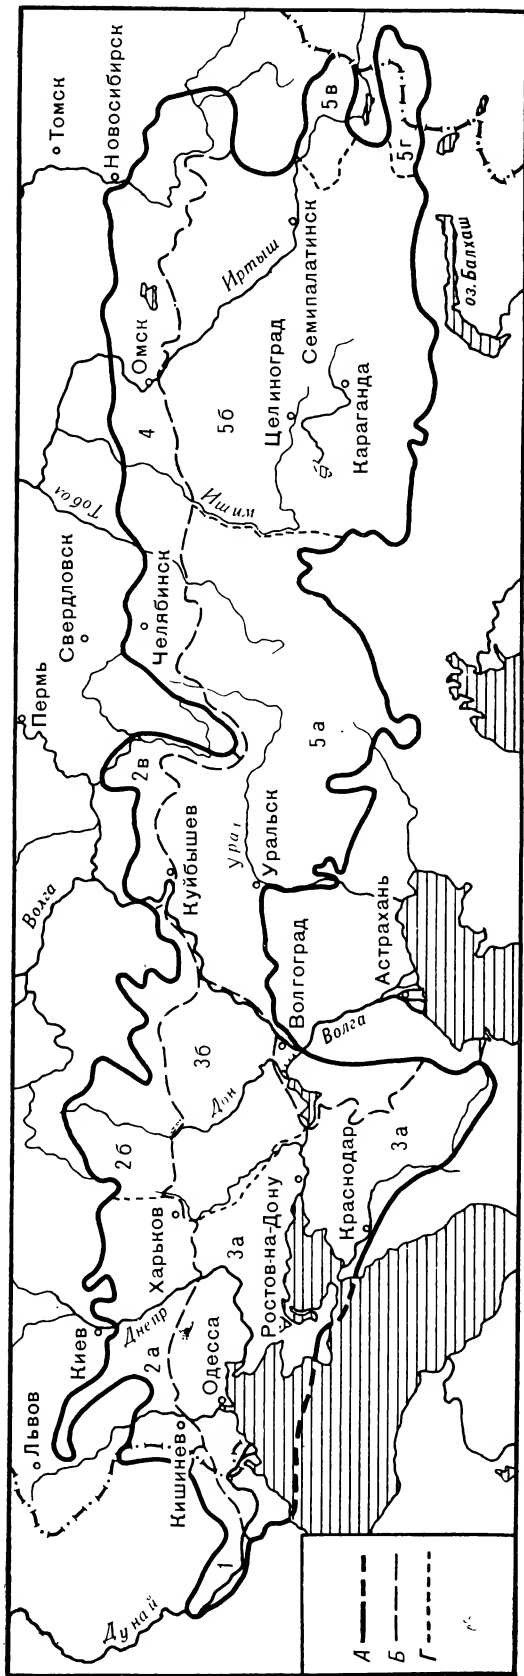 Томск
Новосибирск
Омск
4
Тобол
Свердловск
Челябинск
Пермь
2в
Куйбышев
Волга
Иртыш
5в
5г
Семипалатинск
Целиноград
5б
Караганда
оз. Балхаш
Ишим
5а
Урал
Уральск
Волгоград
Астрахань
Волга
3б
Дон
2б
Харьков
3а
Ростов-на-Дону
Краснодар
3а
Киев
Днепр
2а
Одесса
Львов
Кишинев
1
Дунай
А
Б
Г